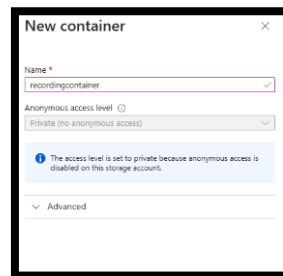 New container
Name *
recordingcontainer
Anonymous access level
Private (no anonymous access)
The access level is set to private because anonymous access is
disabled on this storage account.
Advanced